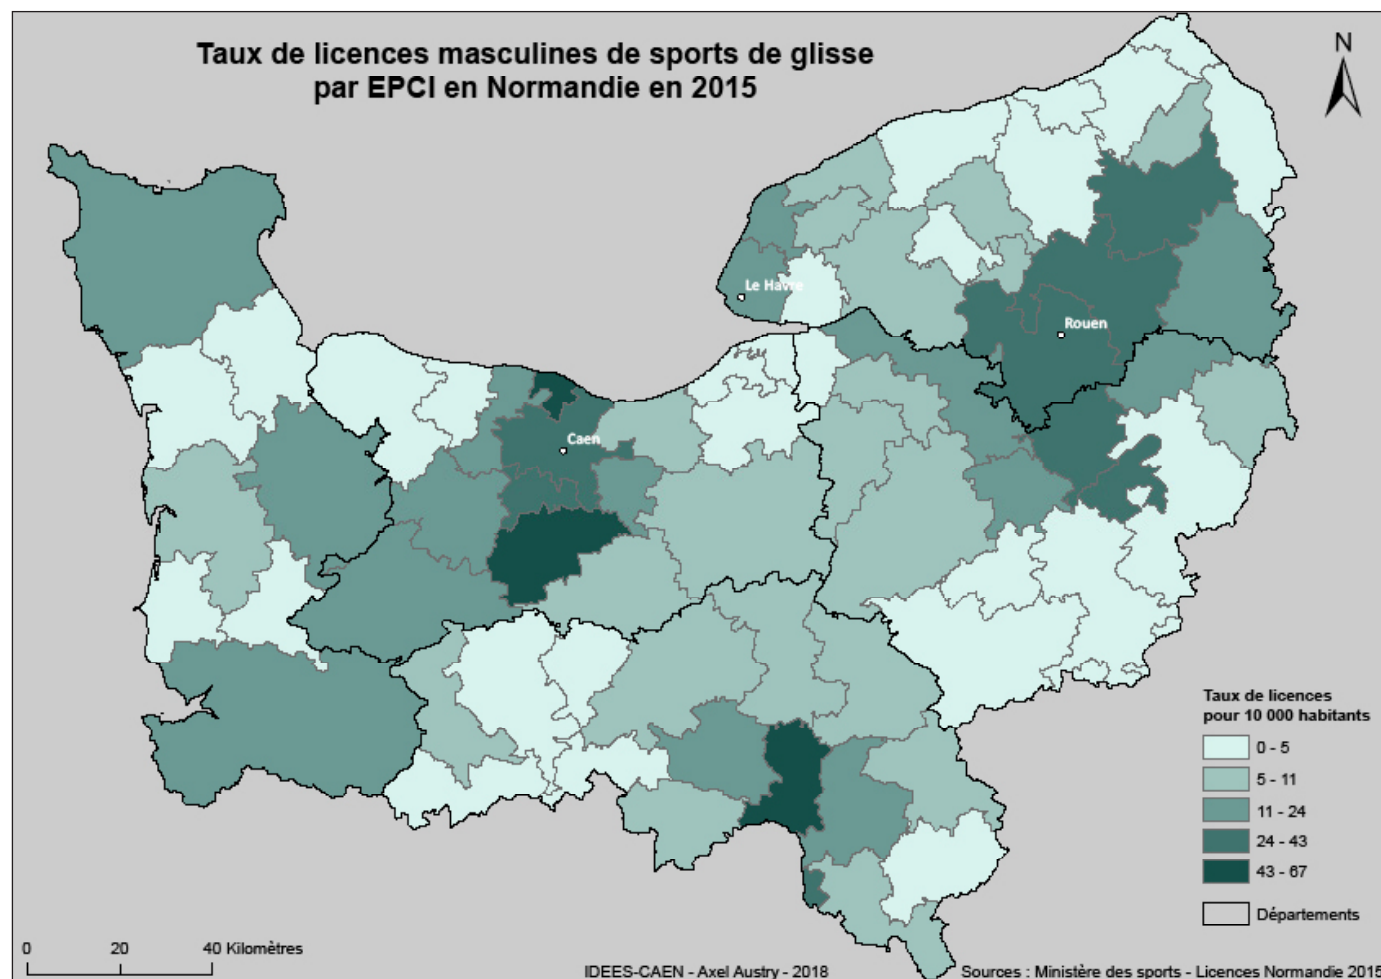 Taux de licences masculines de sports de glisse
par EPCI en Normandie en 2015
N
Le Havre
Rouen
Caen
Taux de licences
pour 10 000 habitants
0 - 5
5 - 11
11 - 24
24 - 43
43 - 67
Départements
0 20 40 Kilomètres
IDEES-CAEN - Axel Austry - 2018
Sources : Ministère des sports - Licences Normandie 2015